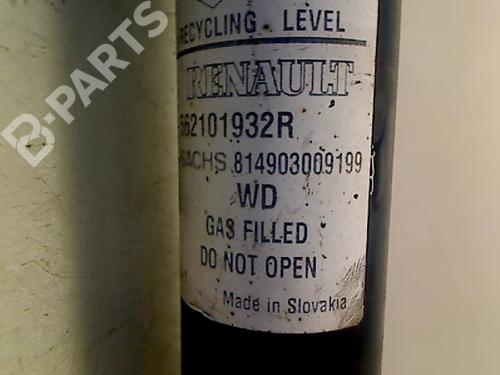 RECYCLING LEVEL
RENAULT
562101932R
SACHS 814903009199
WD
GAS FILLED
DO NOT OPEN
Made in Slovakia
B-PARTS